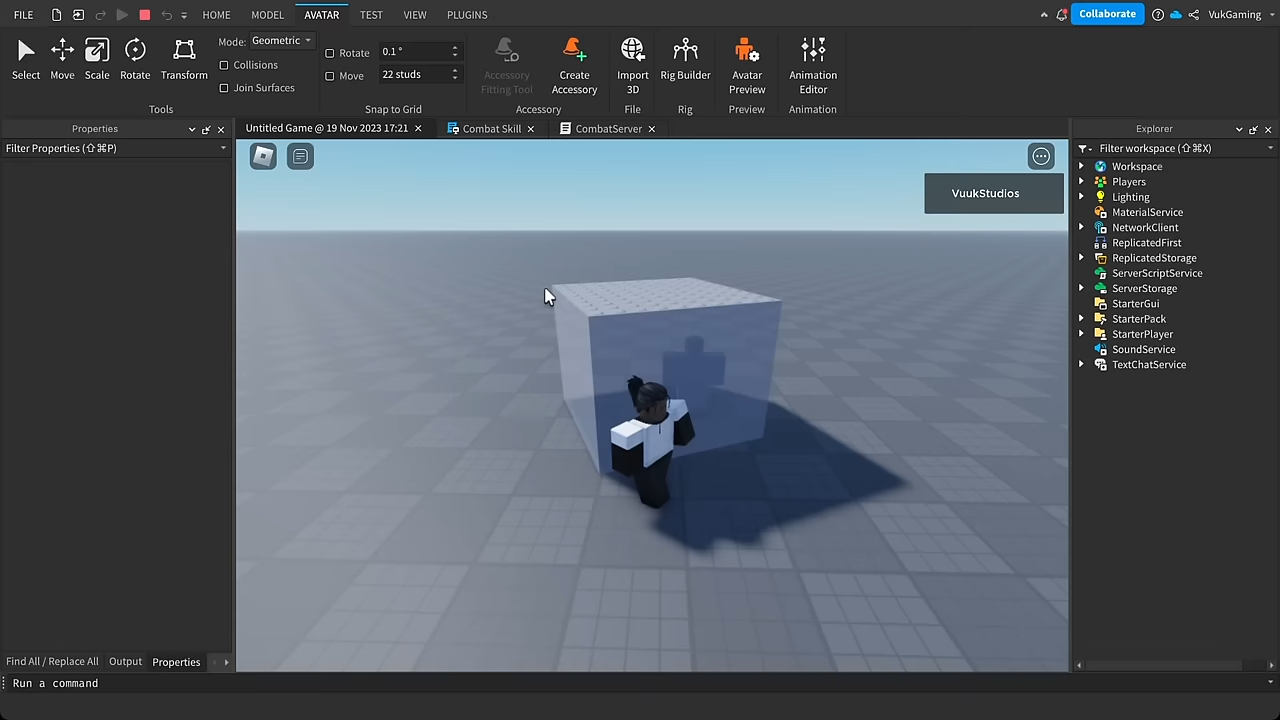 FILE HOME MODEL AVATAR TEST VIEW PLUGINS Collaborate VukGaming
Select Move Scale Rotate Transform
Mode: Geometric
Collisions
Join Surfaces
Tools
Rotate 0.1 °
Move 22 studs
Snap to Grid
Accessory Fitting Tool
Create Accessory
Accessory
Import 3D
File
Rig Builder
Rig
Avatar Preview
Preview
Animation Editor
Animation
Properties
Filter Properties (⇧⌘P)
Untitled Game @ 19 Nov 2023 17:21
Combat Skill
CombatServer
VuukStudios
Explorer
Filter workspace (⇧⌘X)
Workspace
Players
Lighting
MaterialService
NetworkClient
ReplicatedFirst
ReplicatedStorage
ServerScriptService
ServerStorage
StarterGui
StarterPack
StarterPlayer
SoundService
TextChatService
Find All / Replace All Output Properties
Run a command